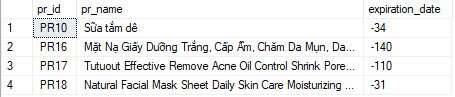 pr_id pr_name expiration_date
1 PR10 Sữa tắm dê -34
2 PR16 Mặt Nạ Giấy Dưỡng Trắng, Cấp Ẩm, Chăm Da Mụn, Da... -140
3 PR17 Tutuout Effective Remove Acne Oil Control Shrink Pore... -110
4 PR18 Natural Facial Mask Sheet Daily Skin Care Moisturizing ... -31